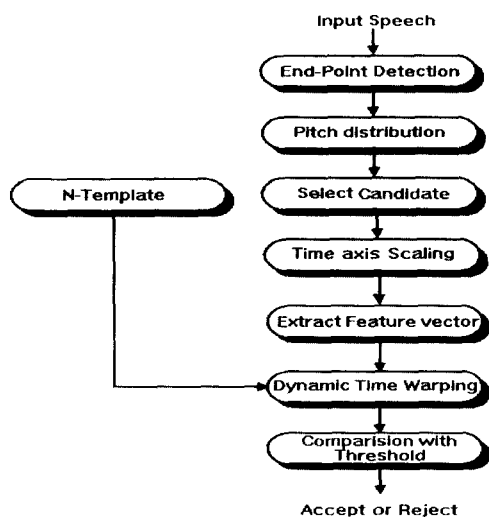 Input Speech
End-Point Detection
Pitch distribution
N-Template
Select Candidate
Time axis Scaling
Extract Feature vector
Dynamic Time Warping
Comparision with
Threshold
Accept or Reject